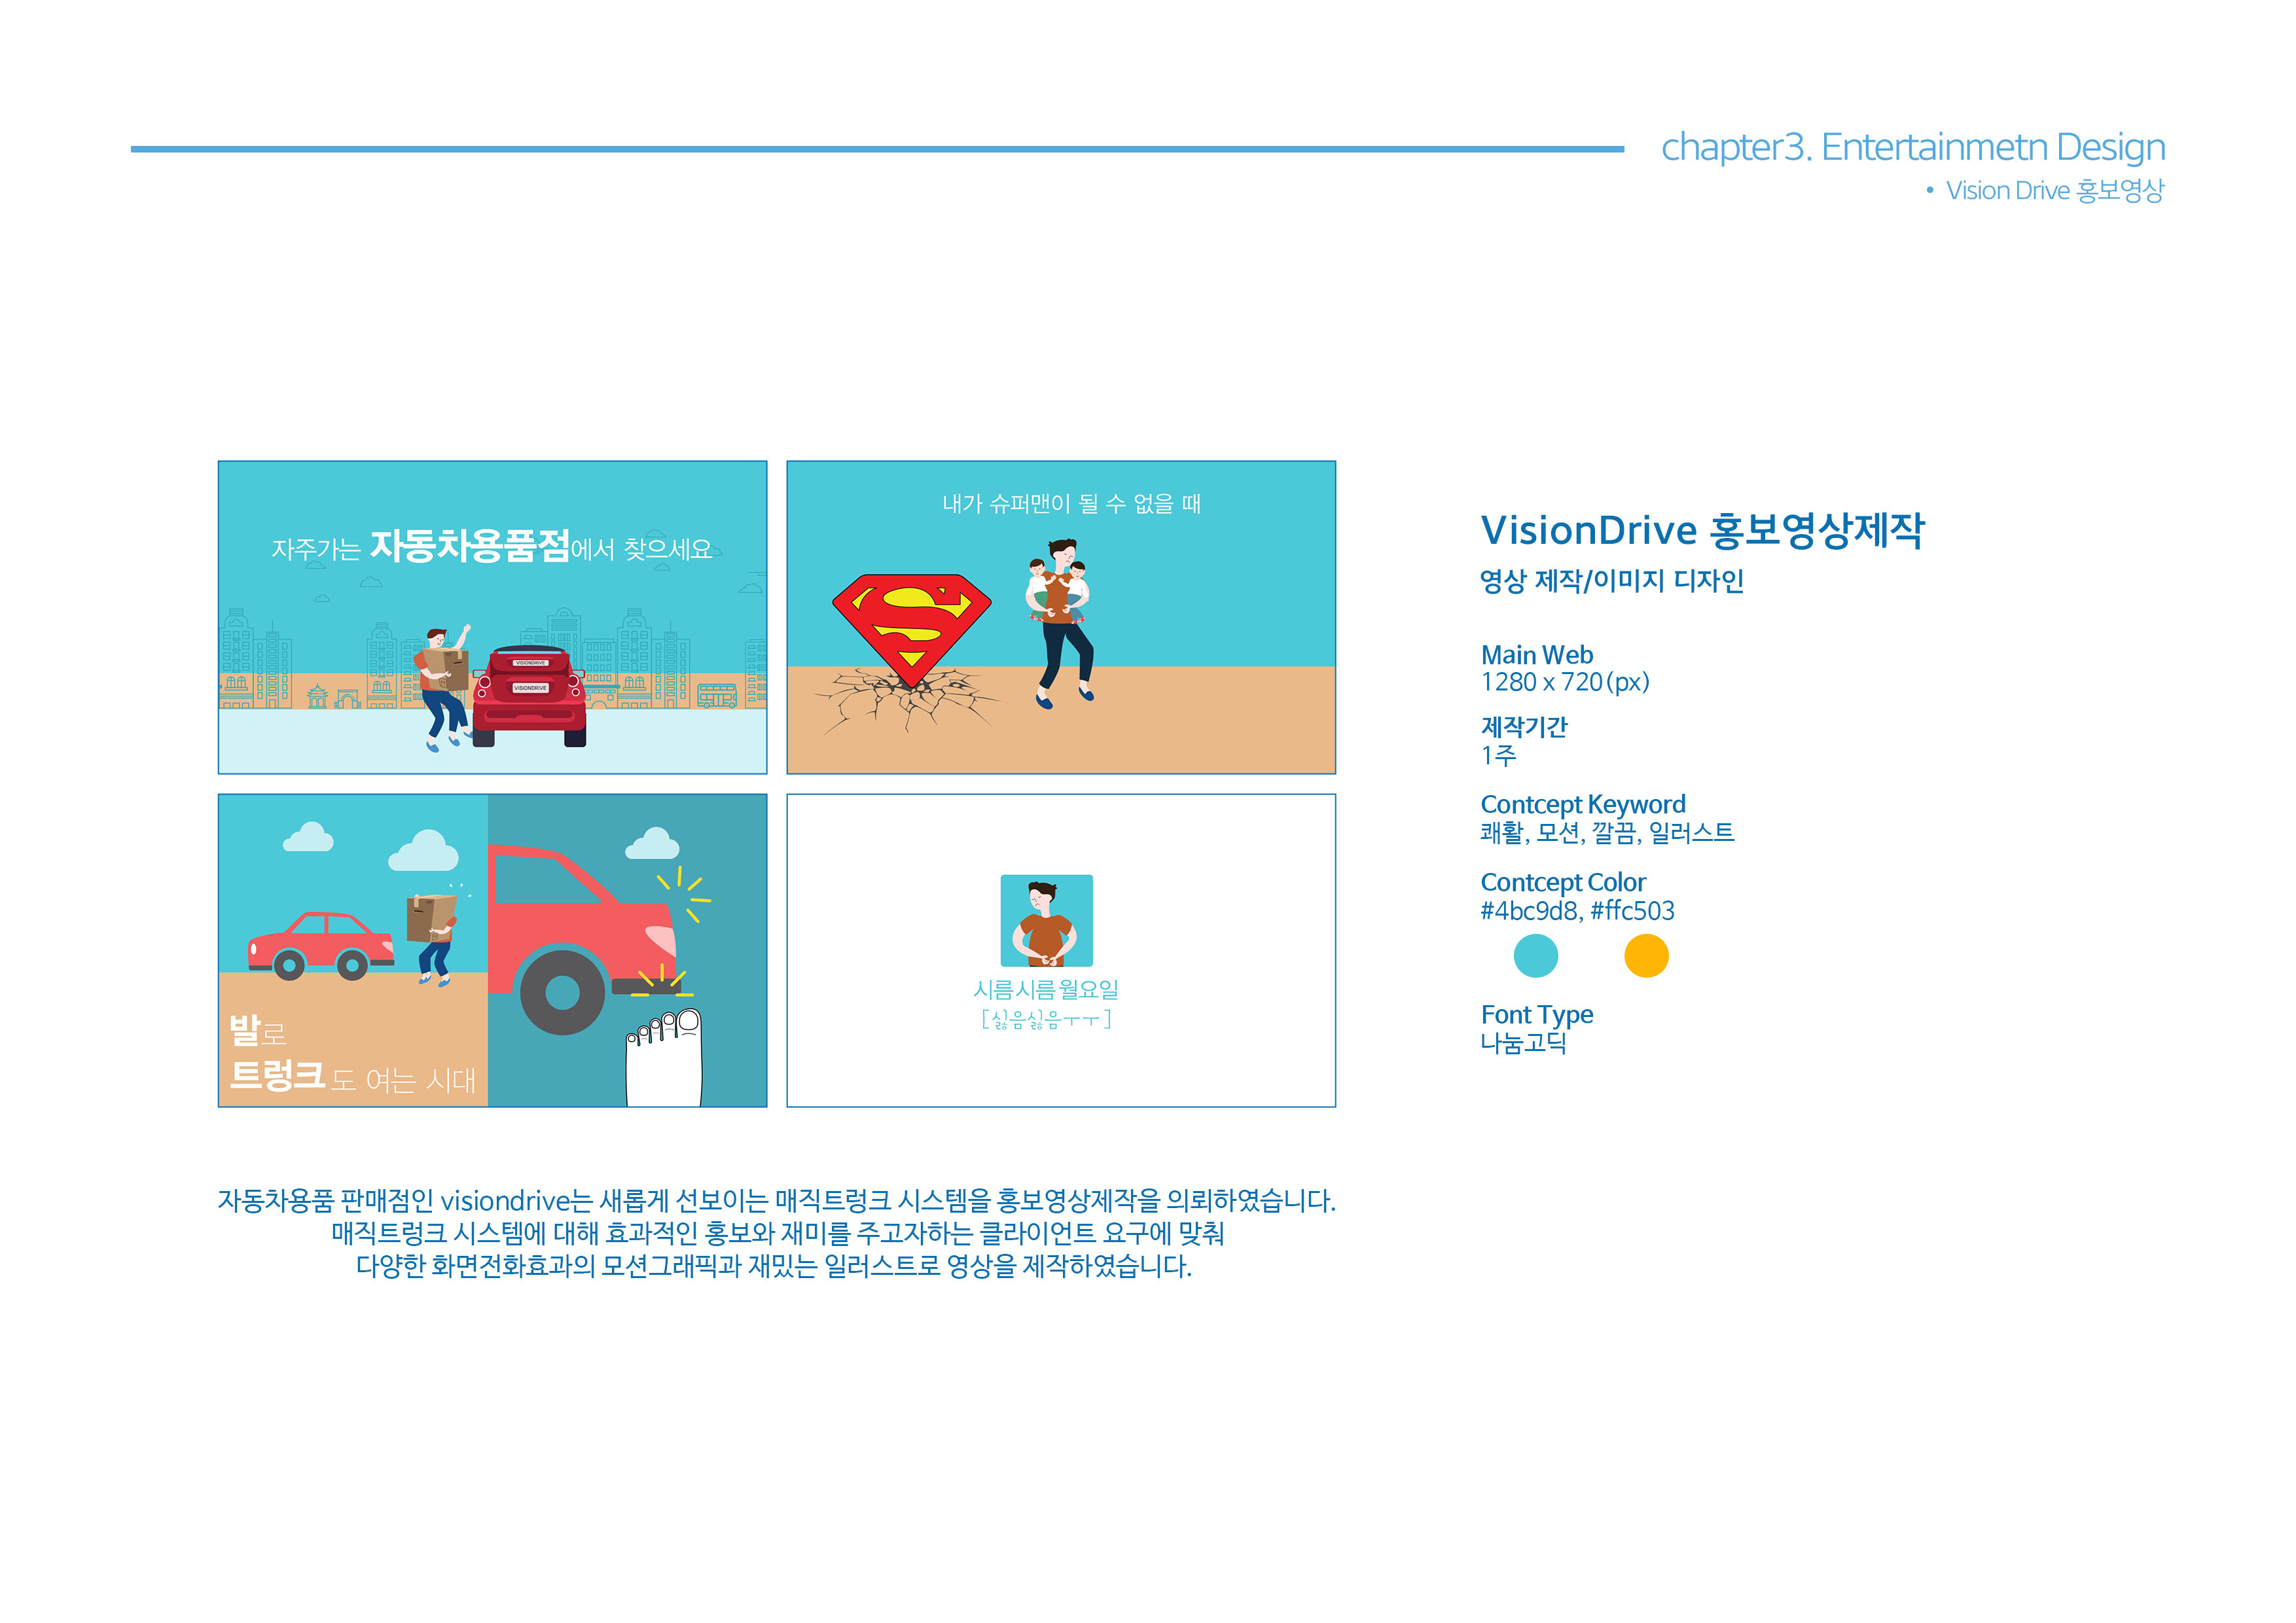 chapter3. Entertainmetn Design
• Vision Drive 홍보영상
자주가는 자동차용품점에서 찾으세요
VISIONDRIVE
VISIONDRIVE
내가 슈퍼맨이 될 수 없을 때
S
발로
트렁크도 여는 시대
시름시름 월요일
[싫음싫음ㅜㅜ]
VisionDrive 홍보영상제작
영상 제작/이미지 디자인
Main Web
1280 x 720(px)
제작기간
1주
Contcept Keyword
쾌활, 모션, 깔끔, 일러스트
Contcept Color
#4bc9d8, #ffc503
Font Type
나눔고딕
자동차용품 판매점인 visiondrive는 새롭게 선보이는 매직트렁크 시스템을 홍보영상제작을 의뢰하였습니다.
매직트렁크 시스템에 대해 효과적인 홍보와 재미를 주고자하는 클라이언트 요구에 맞춰
다양한 화면전화효과의 모션그래픽과 재밌는 일러스트로 영상을 제작하였습니다.